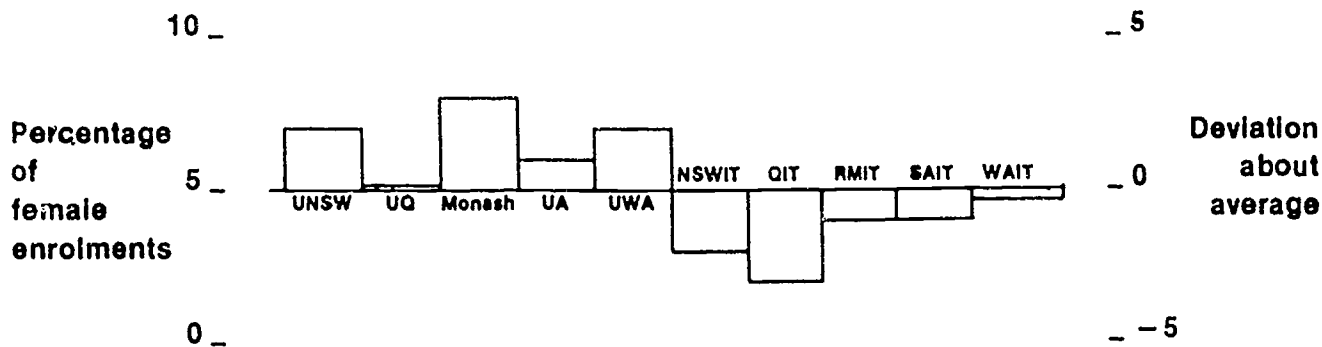 10
5
Percentage
of
female
enrolments
Deviation
about
average
NSWIT QIT RMIT SAIT WAIT
5
0
UNSW UQ Monash UA UWA
0
–5